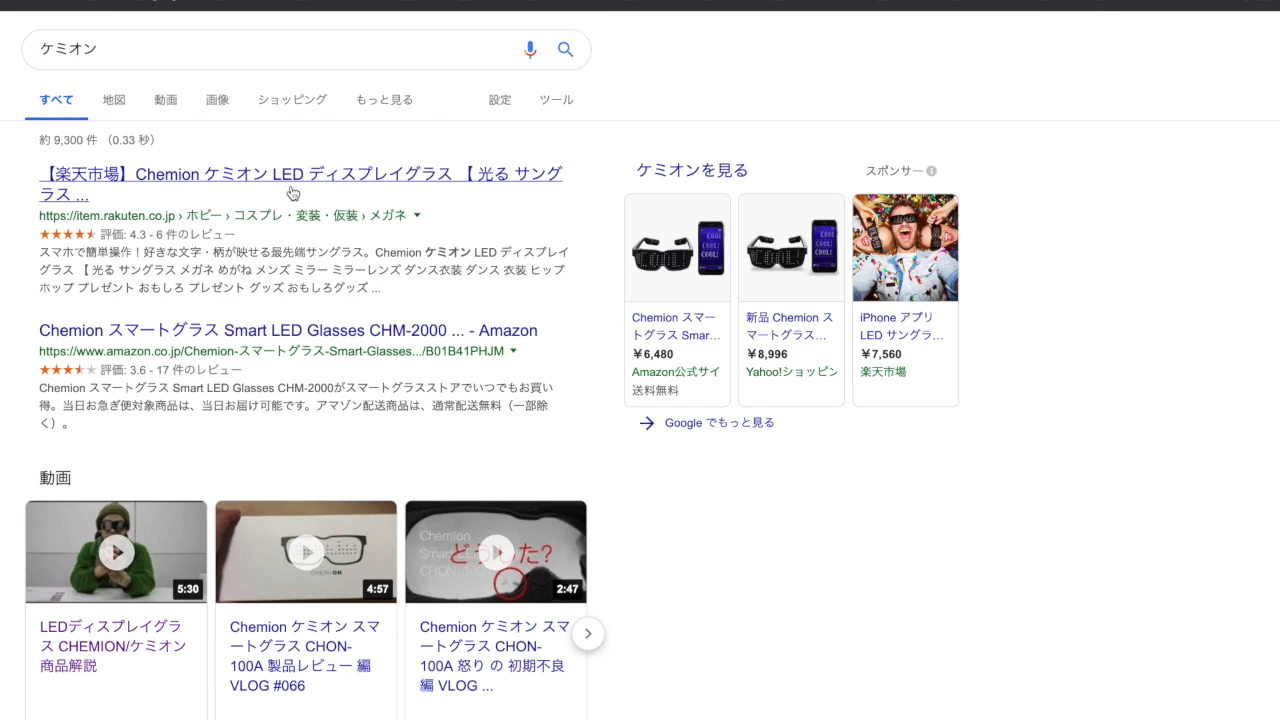 ケミオン
すべて 地図 動画 画像 ショッピング もっと見る 設定 ツール
約 9,300 件 （0.33 秒）
【楽天市場】Chemion ケミオン LED ディスプレイグラス 【 光る サング
ラス ...
https://item.rakuten.co.jp › ホビー › コスプレ・変装・仮装 › メガネ
評価: 4.3 - 6 件のレビュー
スマホで簡単操作！好きな文字・柄が映せる最先端サングラス。Chemion ケミオン LED ディスプレイ
グラス 【 光る サングラス メガネ めがね メンズ ミラー ミラーレンズ ダンス衣装 ダンス 衣装 ヒップ
ホップ プレゼント おもしろ プレゼント グッズ おもしろグッズ ...
Chemion スマートグラス Smart LED Glasses CHM-2000 ... - Amazon
https://www.amazon.co.jp/Chemion-スマートグラス-Smart-Glasses.../B01B41PHJM
評価: 3.6 - 17 件のレビュー
Chemion スマートグラス Smart LED Glasses CHM-2000がスマートグラスストアでいつでもお買い
得。当日お急ぎ便対象商品は、当日お届け可能です。アマゾン配送商品は、通常配送無料（一部除
く）。
動画
5:30
LEDディスプレイグラ
ス CHEMION/ケミオン
商品解説
CHEMION
4:57
Chemion ケミオン スマ
ートグラス CHON-
100A 製品レビュー 編
VLOG #066
Chemion
CHON-100
2:47
Chemion ケミオン スマ
ートグラス CHON-
100A 怒り の 初期不良
編 VLOG ...
ケミオンを見る
スポンサー
COOL!
COOL!
COOL
Chemion スマー
トグラス Smar...
￥6,480
Amazon公式サイ
送料無料
COOL!
COOL!
COOL
新品 Chemion ス
マートグラス...
￥8,996
Yahoo!ショッピン
iPhone アプリ
LED サングラ...
￥7,560
楽天市場
Google でもっと見る